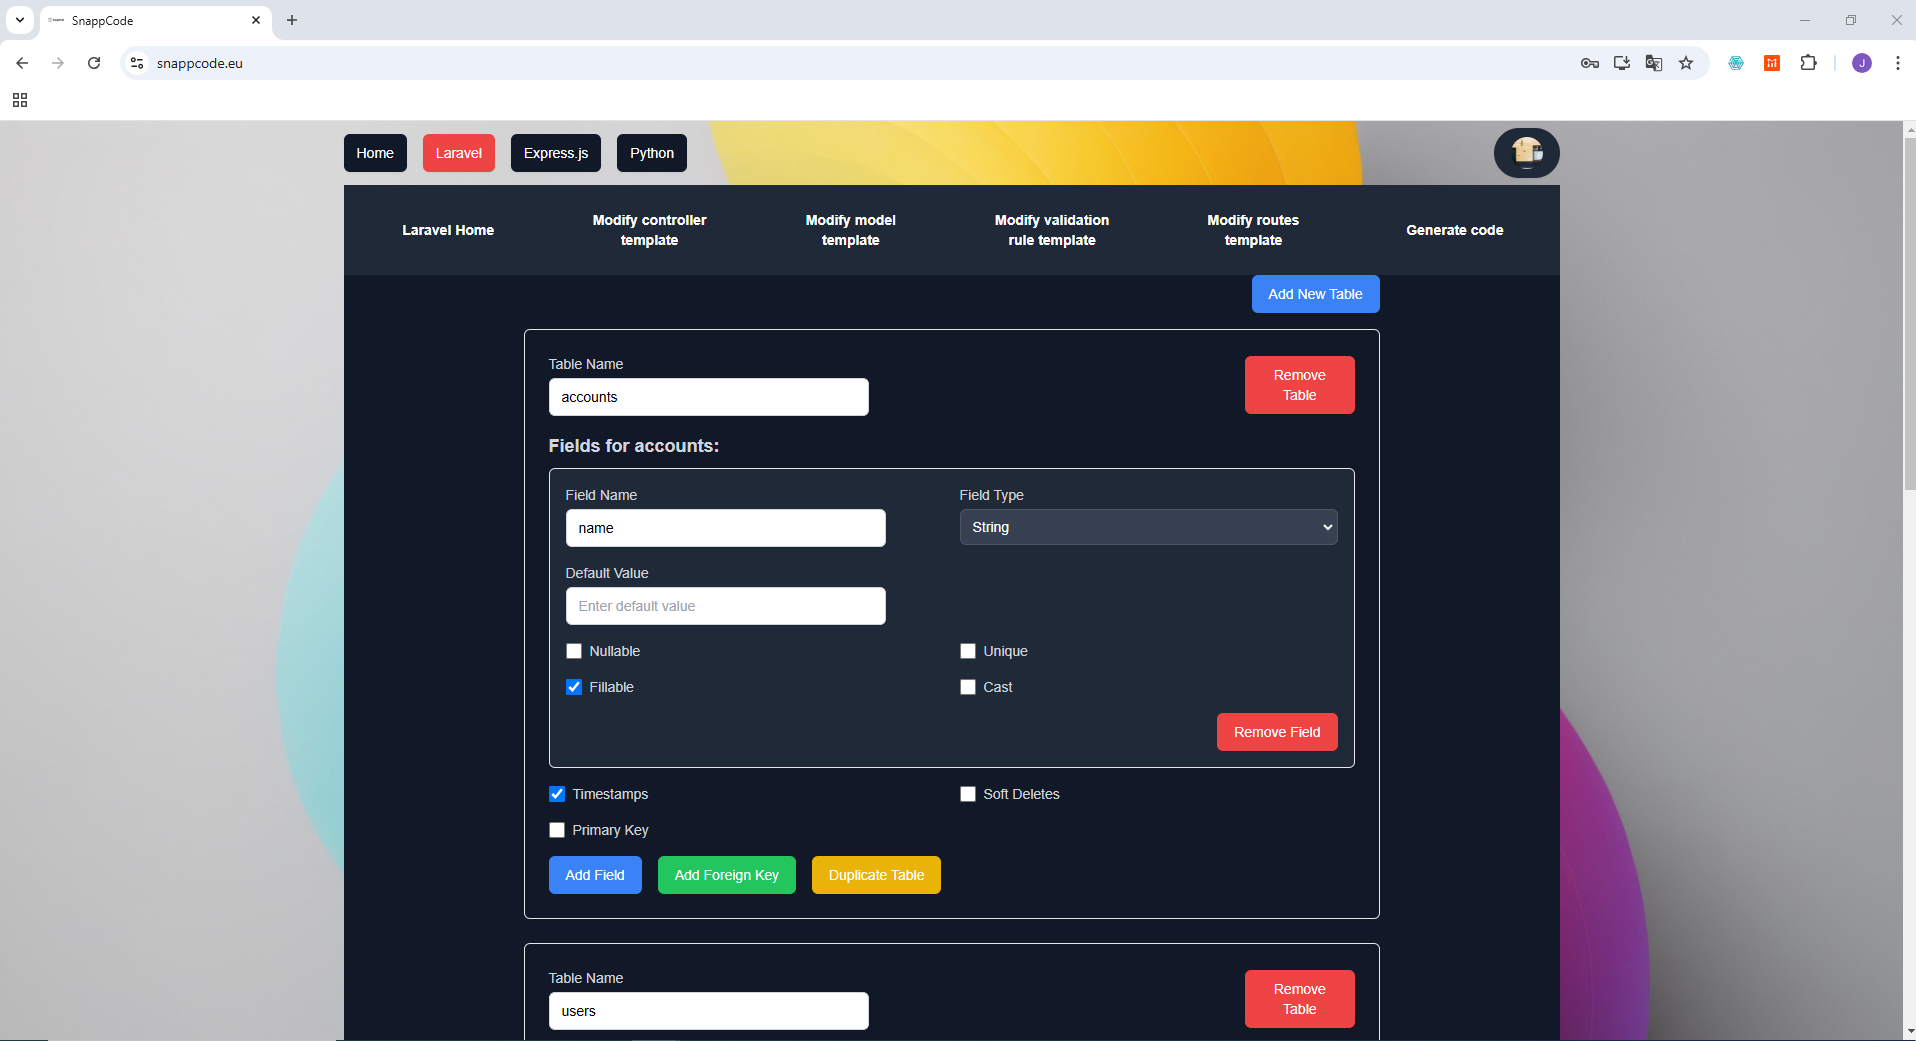 SnappCode
snappcode.eu
J
Home
Laravel
Express.js
Python
Laravel Home
Modify controller
template
Modify model
template
Modify validation
rule template
Modify routes
template
Generate code
Add New Table
Table Name
accounts
Remove
Table
Fields for accounts:
Field Name
Field Type
name
String
Default Value
Enter default value
Nullable
Unique
Fillable
Cast
Remove Field
Timestamps
Soft Deletes
Primary Key
Add Field
Add Foreign Key
Duplicate Table
Table Name
users
Remove
Table